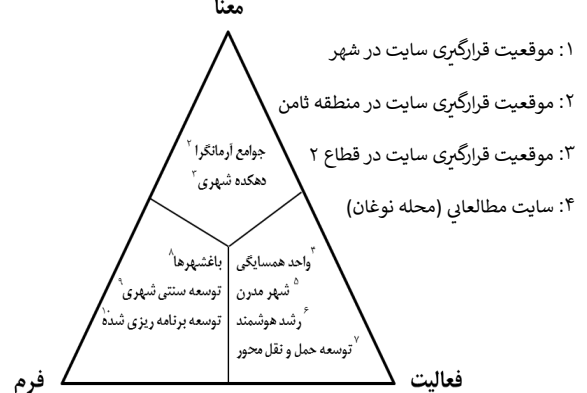 معنا
۱: موقعیت قرارگیری سایت در شهر
۲: موقعیت قرارگیری سایت در منطقه ثامن
۳: موقعیت قرارگیری سایت در قطاع ۲
۴: سایت مطالعاتی (محله نوغان)
جوامع آرمانگرا ۲
دهکده شهری ۳
واحد همسایگی ۴
شهر مدرن ۵
رشد هوشمند ۶
توسعه حمل و نقل محور ۷
باغشهرها ۸
توسعه سنتی شهری ۹
توسعه برنامه ریزی شده ۱۰
فعالیت
فرم